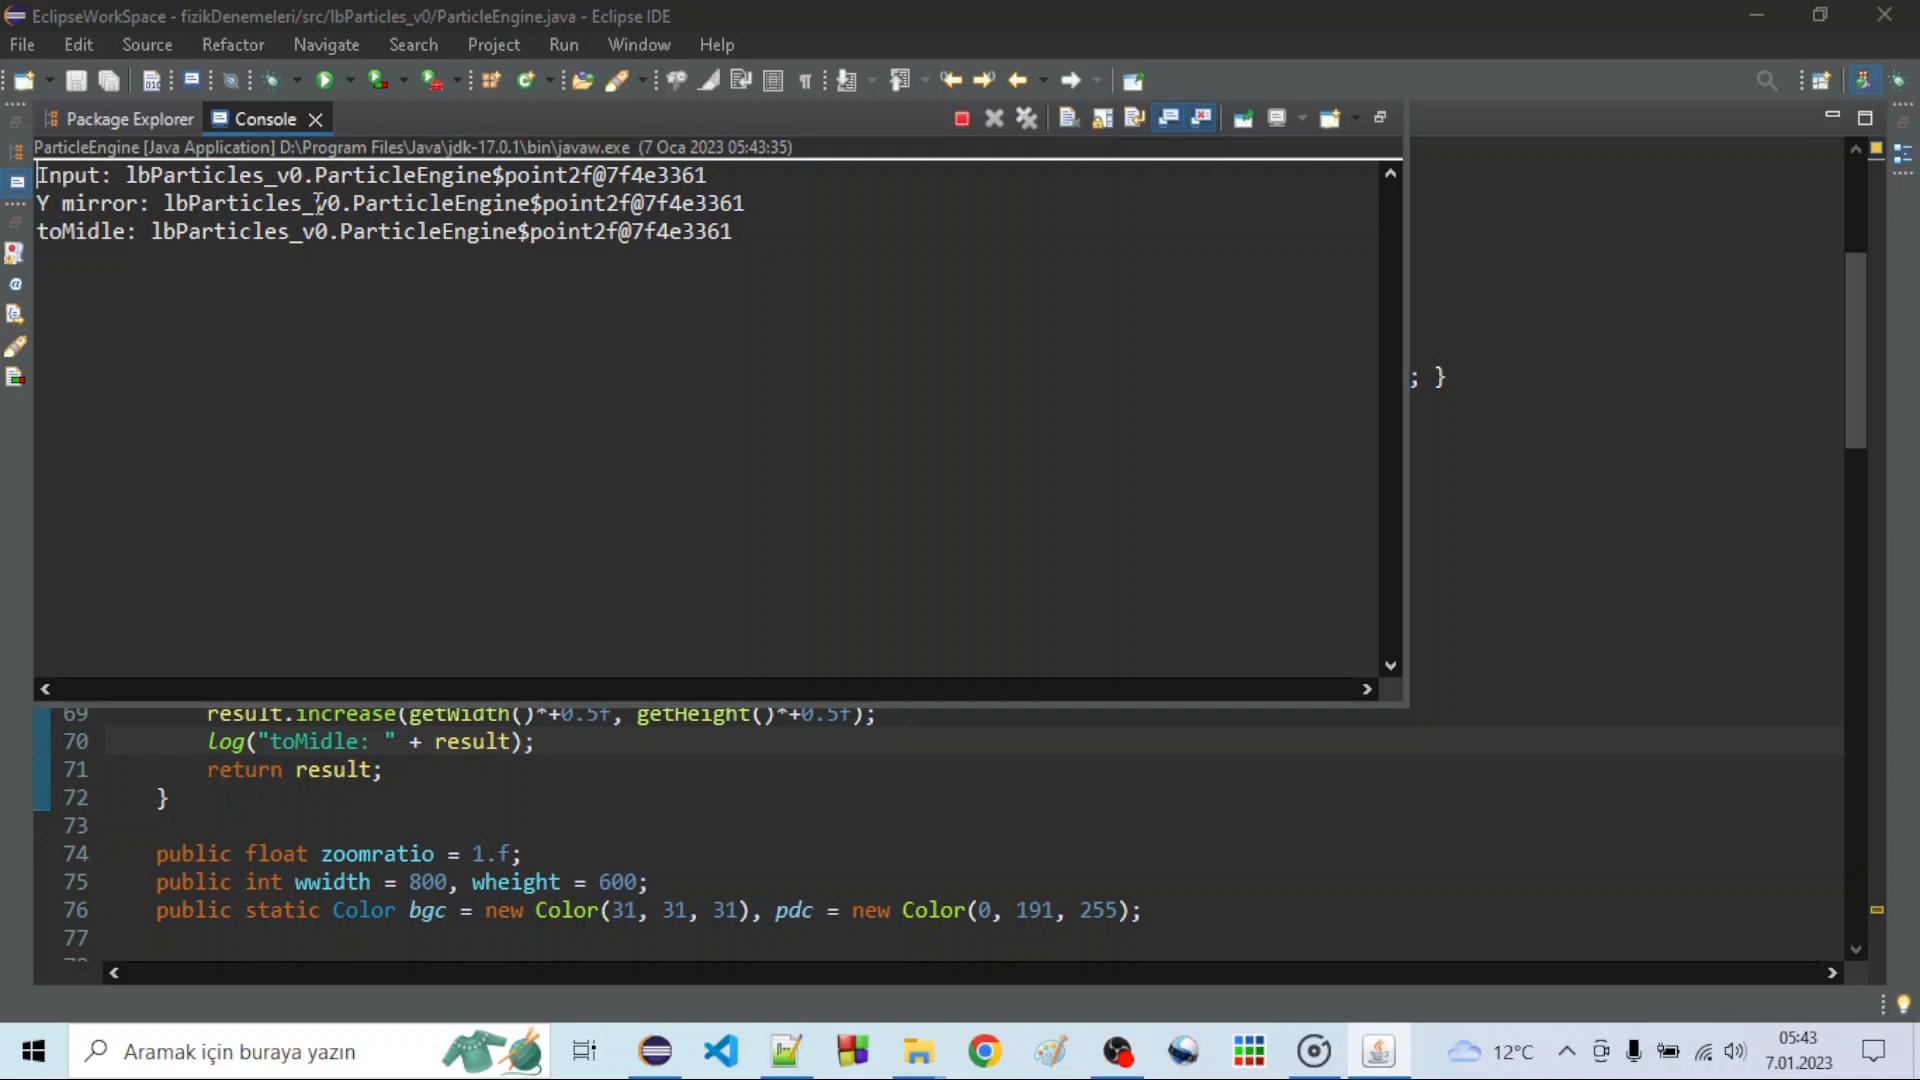 EclipseWorkSpace - fizikDenemeleri/src/lbParticles_v0/ParticleEngine.java - Eclipse IDE
File Edit Source Refactor Navigate Search Project Run Window Help
Package Explorer Console
ParticleEngine [Java Application] D:\Program Files\Java\jdk-17.0.1\bin\javaw.exe (7 Oca 2023 05:43:35)
Input: lbParticles_v0.ParticleEngine$point2f@7f4e3361
Y mirror: lbParticles_v0.ParticleEngine$point2f@7f4e3361
toMidle: lbParticles_v0.ParticleEngine$point2f@7f4e3361
; }
69 result.increase(getWidth()*+0.5f, getHeight()*+0.5f);
70 log("toMidle: " + result);
71 return result;
72 }
73
74 public float zoomratio = 1.f;
75 public int wwidth = 800, wheight = 600;
76 public static Color bgc = new Color(31, 31, 31), pdc = new Color(0, 191, 255);
77
Aramak için buraya yazın
12°C
05:43
7.01.2023